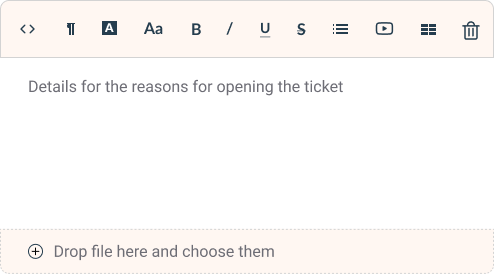 <> ¶ A Aa B / U S
Details for the reasons for opening the ticket
Drop file here and choose them